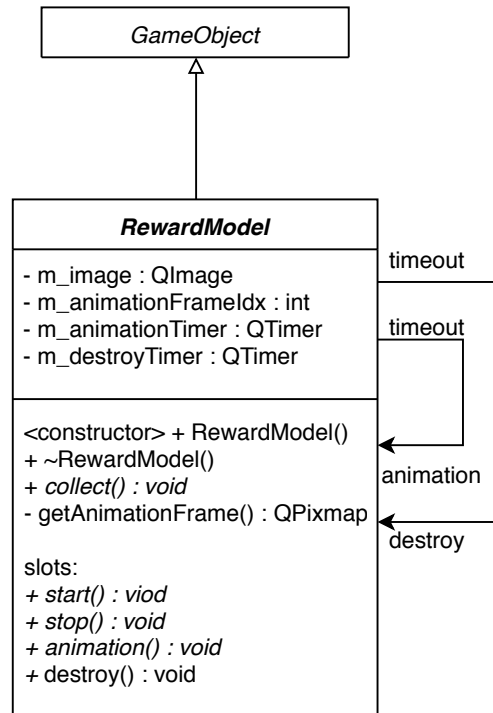 GameObject
RewardModel
- m_image : QImage
- m_animationFrameIdx : int
- m_animationTimer : QTimer
- m_destroyTimer : QTimer
timeout
timeout
<constructor> + RewardModel()
+ ~RewardModel()
+ collect() : void
- getAnimationFrame() : QPixmap
animation
destroy
slots:
+ start() : viod
+ stop() : void
+ animation() : void
+ destroy() : void